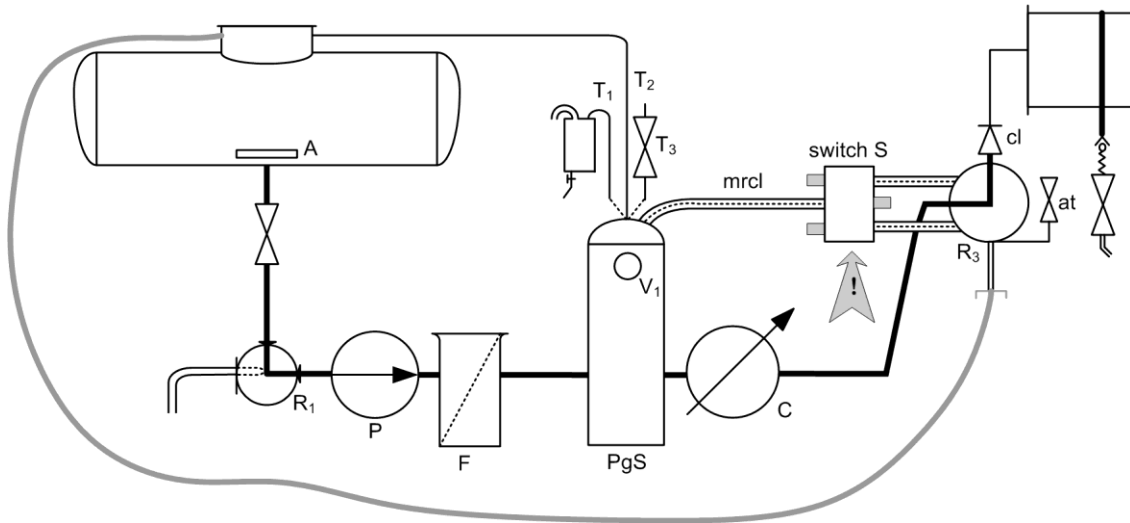 A
T₁
T₂
T₃
switch S
cl
mrcl
at
R₃
V₁
!
R₁
P
F
PgS
C